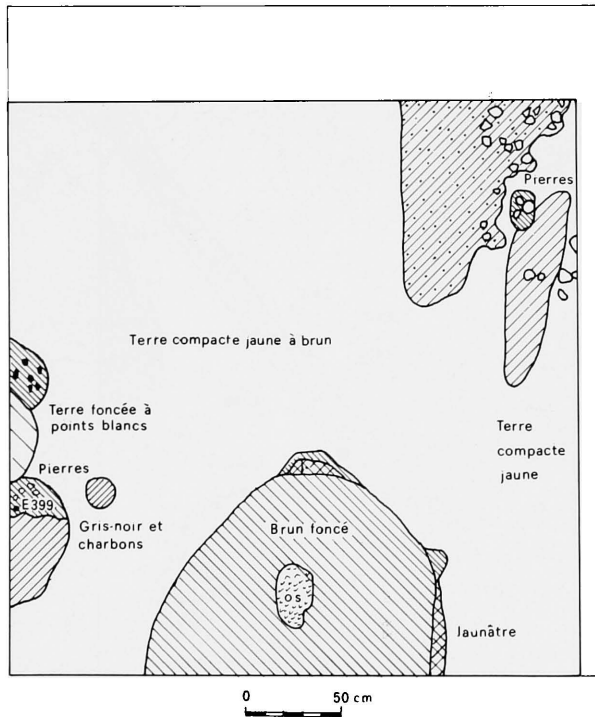 Pierres
Terre compacte jaune à brun
Terre foncée à
points blancs
Terre
compacte
jaune
Pierres
E399
Gris-noir et
charbons
Brun foncé
os
Jaunâtre
0 50 cm